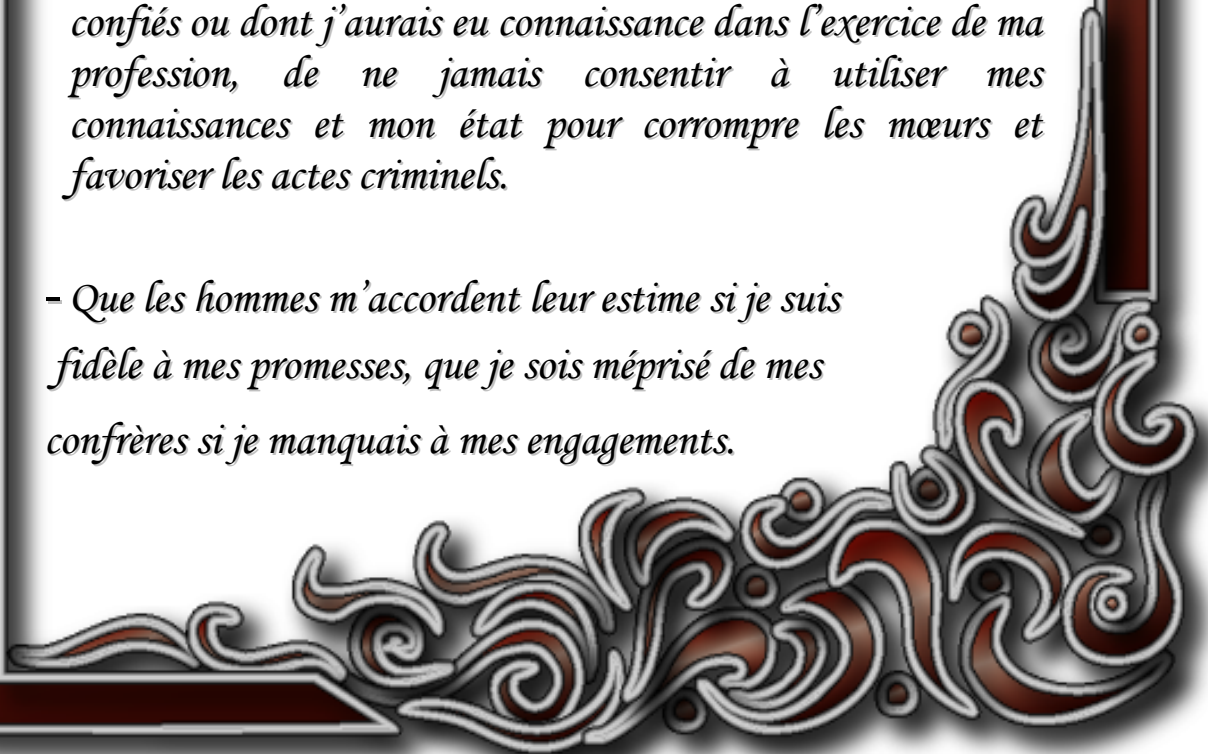 confiés ou dont j’aurais eu connaissance dans l’exercice de ma
profession, de ne jamais consentir à utiliser mes
connaissances et mon état pour corrompre les mœurs et
favoriser les actes criminels.
- Que les hommes m’accordent leur estime si je suis
fidèle à mes promesses, que je sois méprisé de mes
confrères si je manquais à mes engagements.